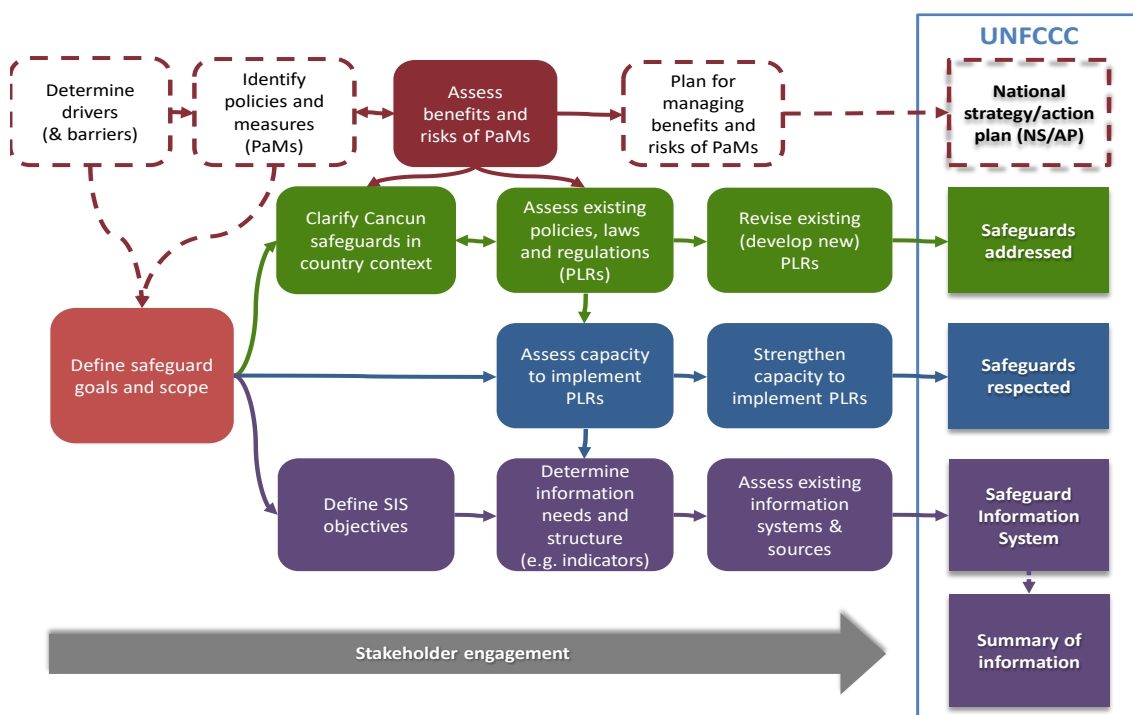 UNFCCC
Determine
drivers
(& barriers)
Identify
policies and
measures
(PaMs)
Assess
benefits and
risks of PaMs
Plan for
managing
benefits and
risks of PaMs
National
strategy/action
plan (NS/AP)
Clarify Cancun
safeguards in
country context
Assess existing
policies, laws
and regulations
(PLRs)
Revise existing
(develop new)
PLRs
Safeguards
addressed
Define safeguard
goals and scope
Assess capacity
to implement
PLRs
Strengthen
capacity to
implement PLRs
Safeguards
respected
Define SIS
objectives
Determine
information
needs and
structure
(e.g. indicators)
Assess existing
information
systems &
sources
Safeguard
Information
System
Summary of
information
Stakeholder engagement